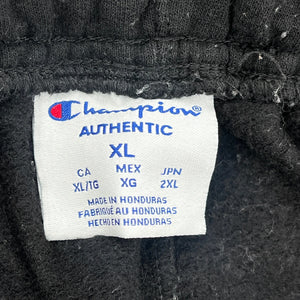 Champion
AUTHENTIC
XL
CA MEX JPN
XL/TG XG 2XL
MADE IN HONDURAS
FABRIQUÉ AU HONDURAS
HECHO EN HONDURAS